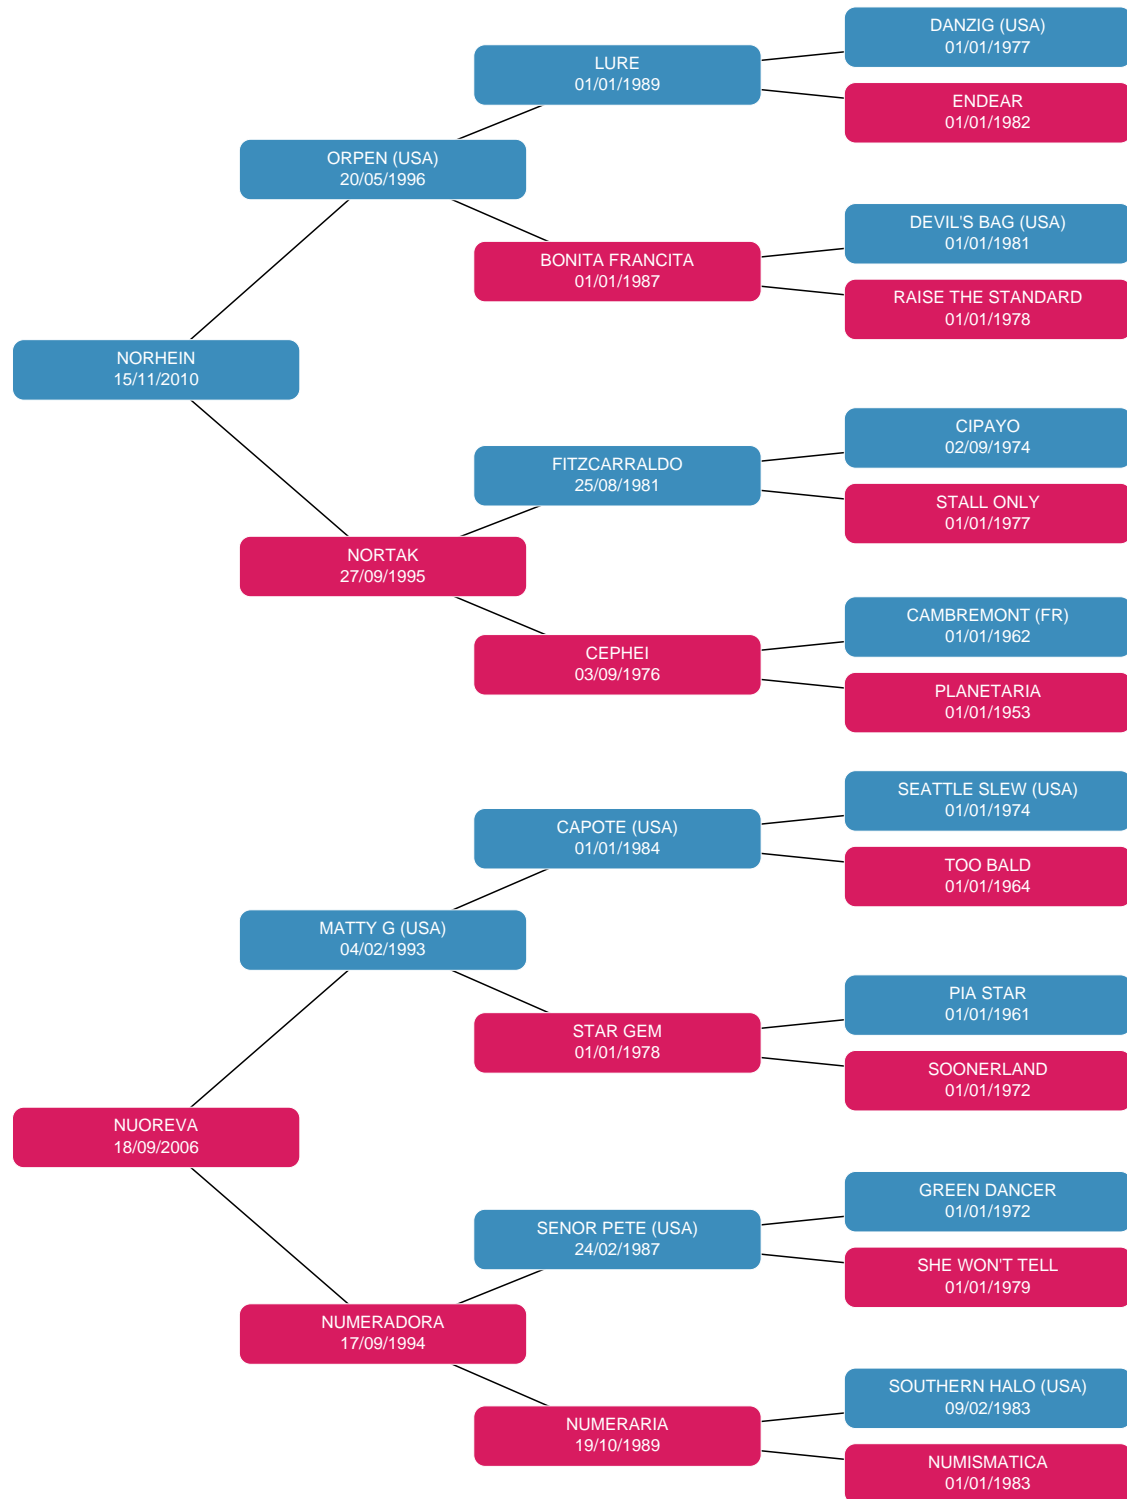 DANZIG (USA)
01/01/1977
LURE
01/01/1989
ENDEAR
01/01/1982
ORPEN (USA)
20/05/1996
DEVIL'S BAG (USA)
01/01/1981
BONITA FRANCITA
01/01/1987
RAISE THE STANDARD
01/01/1978
NORHEIN
15/11/2010
CIPAYO
02/09/1974
FITZCARRALDO
25/08/1981
STALL ONLY
01/01/1977
NORTAK
27/09/1995
CAMBREMONT (FR)
01/01/1962
CEPHEI
03/09/1976
PLANETARIA
01/01/1953
SEATTLE SLEW (USA)
01/01/1974
CAPOTE (USA)
01/01/1984
TOO BALD
01/01/1964
MATTY G (USA)
04/02/1993
PIA STAR
01/01/1961
STAR GEM
01/01/1978
SOONERLAND
01/01/1972
NUOREVA
18/09/2006
GREEN DANCER
01/01/1972
SENOR PETE (USA)
24/02/1987
SHE WON'T TELL
01/01/1979
NUMERADORA
17/09/1994
SOUTHERN HALO (USA)
09/02/1983
NUMERARIA
19/10/1989
NUMISMATICA
01/01/1983